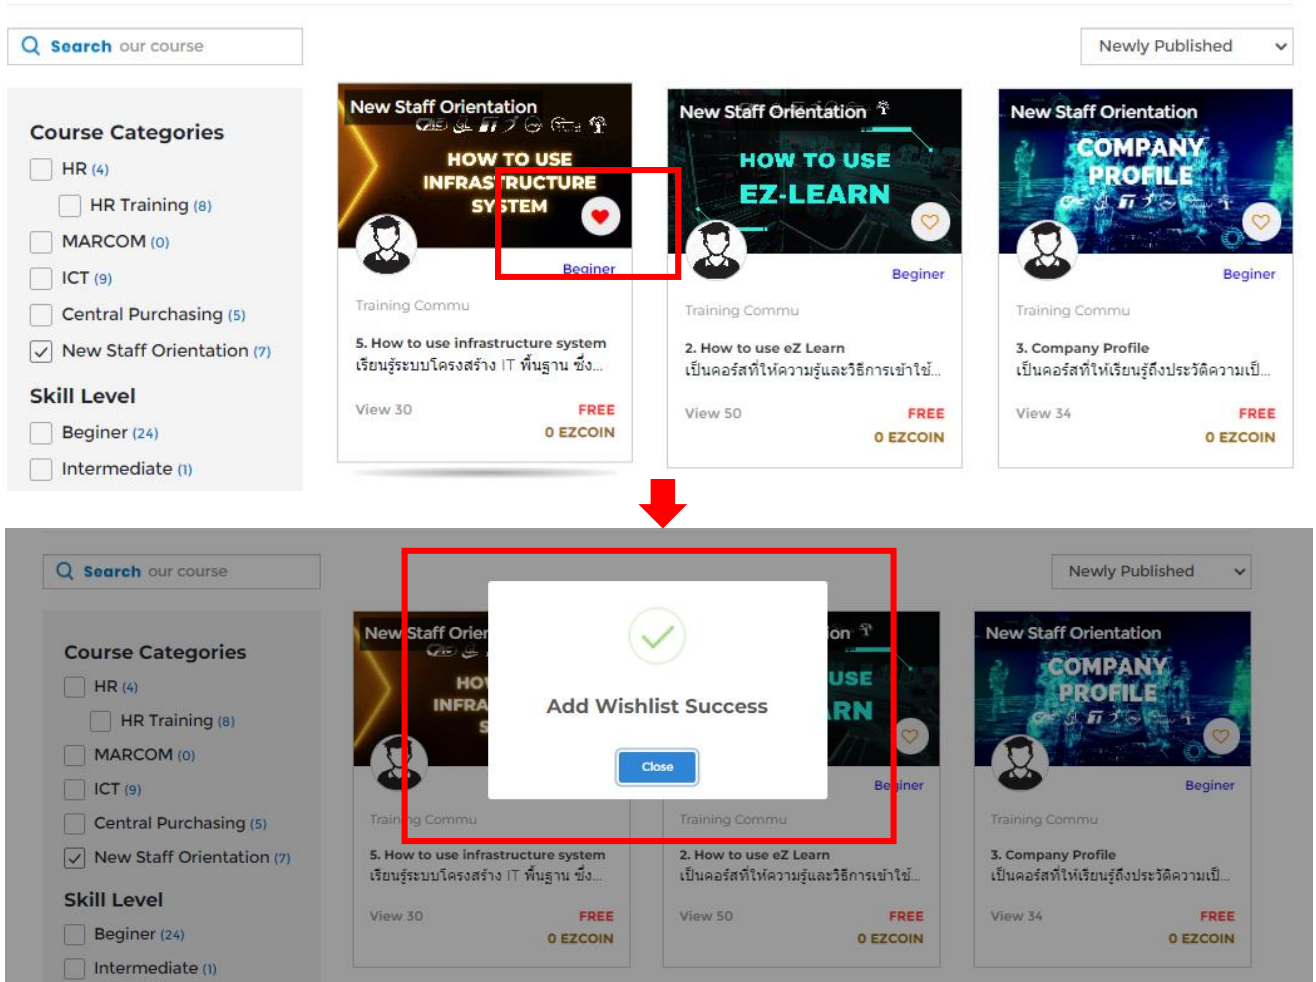 Search our course
Newly Published
Course Categories
HR (4)
HR Training (8)
MARCOM (0)
ICT (9)
Central Purchasing (5)
New Staff Orientation (7)
Skill Level
Beginer (24)
Intermediate (1)
New Staff Orientation
HOW TO USE
INFRASTRUCTURE
SYSTEM
Beginer
Training Commu
5. How to use infrastructure system
เรียนรู้ระบบโครงสร้าง IT พื้นฐาน ซึ่ง...
View 30
FREE
0 EZCOIN
New Staff Orientation
HOW TO USE
EZ-LEARN
Beginer
Training Commu
2. How to use eZ Learn
เป็นคอร์สที่ให้ความรู้และวิธีการเข้าใช้...
View 50
FREE
0 EZCOIN
New Staff Orientation
COMPANY
PROFILE
Beginer
Training Commu
3. Company Profile
เป็นคอร์สที่ให้เรียนรู้ถึงประวัติความเป็...
View 34
FREE
0 EZCOIN
Search our course
Newly Published
Course Categories
HR (4)
HR Training (8)
MARCOM (0)
ICT (9)
Central Purchasing (5)
New Staff Orientation (7)
Skill Level
Beginer (24)
Intermediate (1)
Add Wishlist Success
Close
New Staff Orier
HO
INFRA
S
Training Commu
5. How to use infrastructure system
เรียนรู้ระบบโครงสร้าง IT พื้นฐาน ซึ่ง...
View 30
FREE
0 EZCOIN
ion
USE
RN
Beginer
Training Commu
2. How to use eZ Learn
เป็นคอร์สที่ให้ความรู้และวิธีการเข้าใช้...
View 50
FREE
0 EZCOIN
New Staff Orientation
COMPANY
PROFILE
Beginer
Training Commu
3. Company Profile
เป็นคอร์สที่ให้เรียนรู้ถึงประวัติความเป็...
View 34
FREE
0 EZCOIN